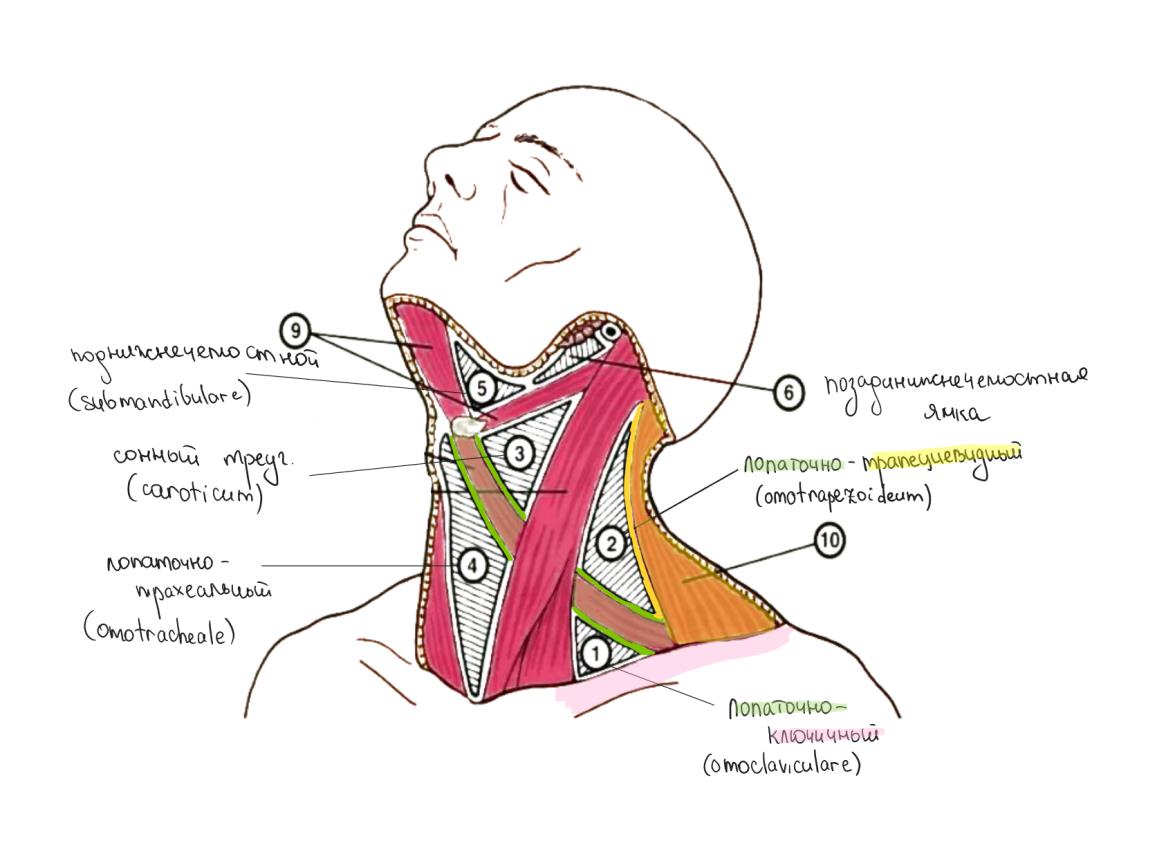 9
поднижнечелюстной
(submandibulare)
5
6
позадинижнечелюстная
ямка
сонный треуг.
(caroticum)
3
лопаточно-трапециевидный
(omotrapezoideum)
10
2
лопаточно-
трахеальный
(omotracheale)
4
1
лопаточно-
ключичный
(omoclaviculare)